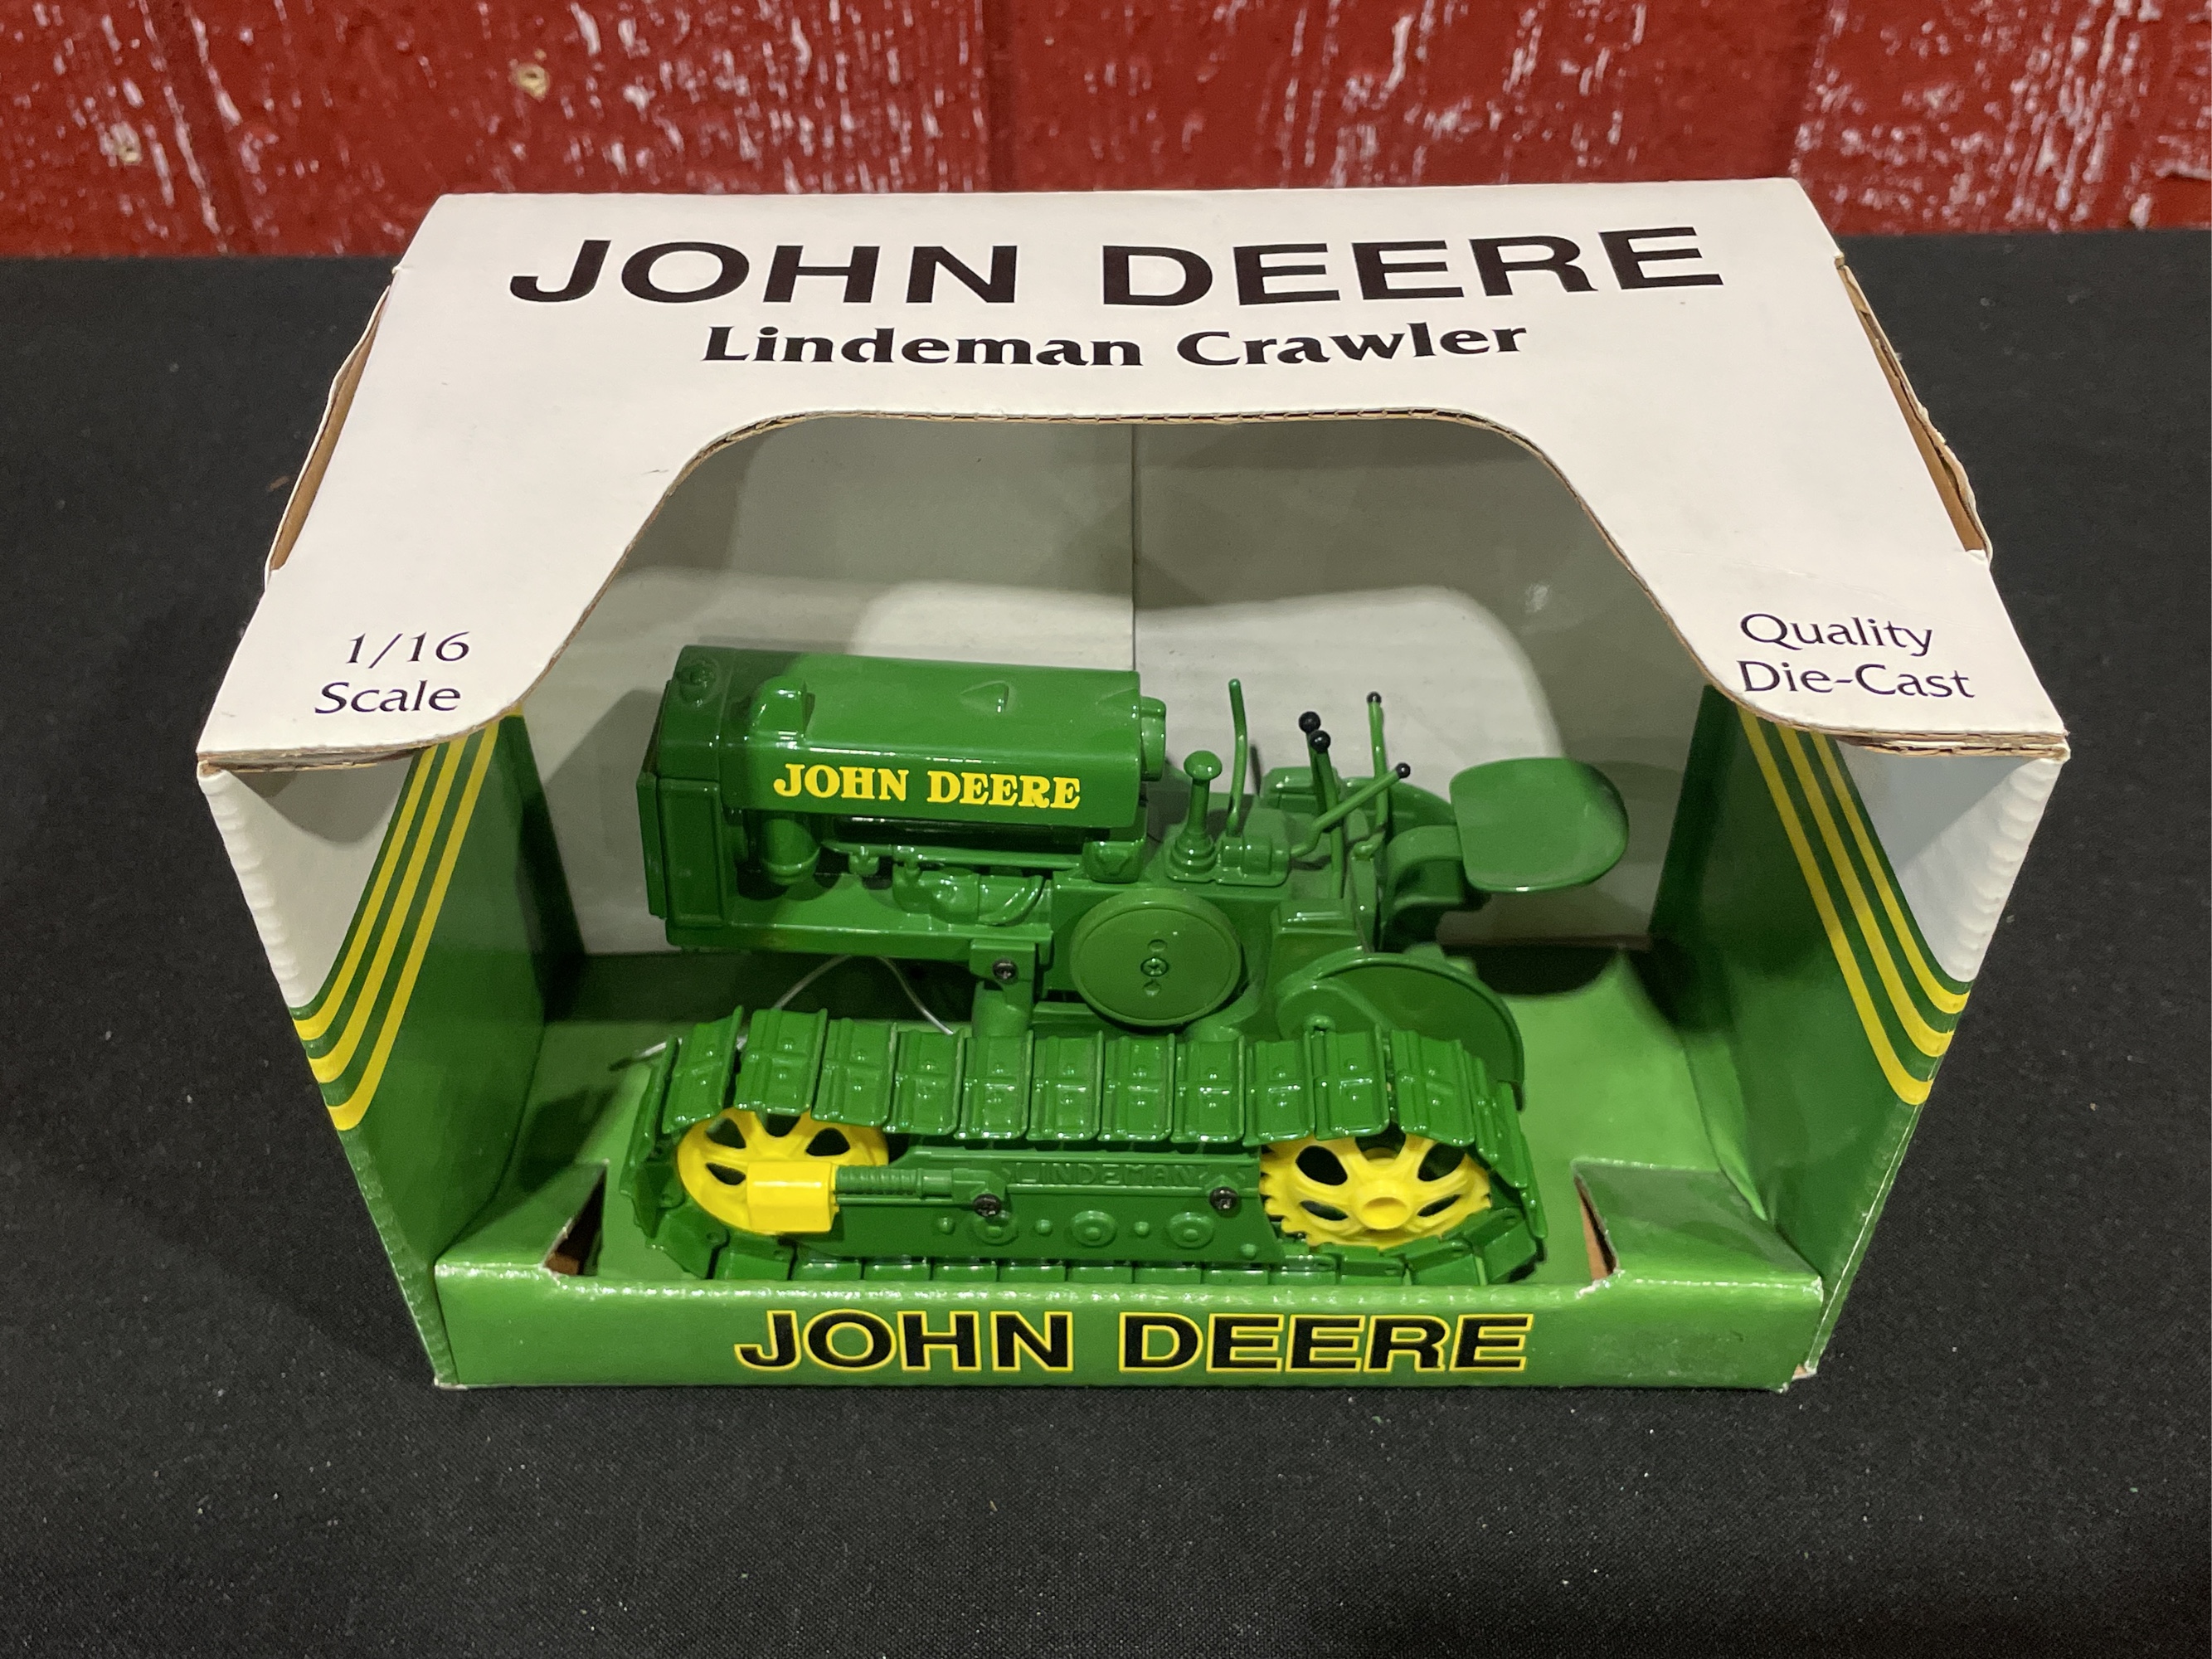 JOHN DEERE
Lindeman Crawler
1/16
Scale
Quality
Die-Cast
JOHN DEERE
LINDEMAN
JOHN DEERE